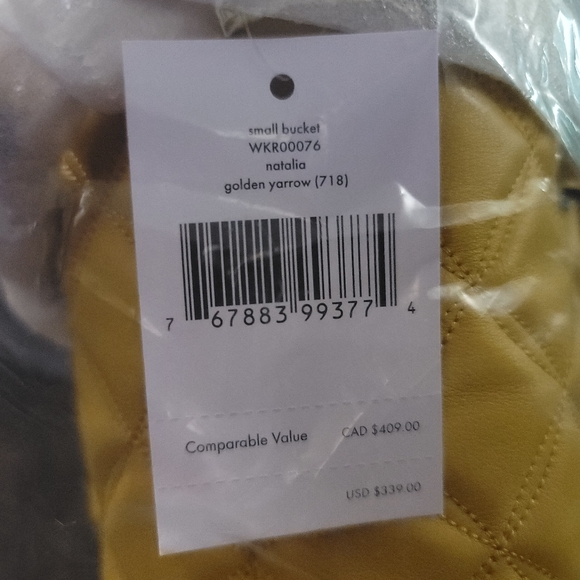 small bucket
WKR00076
natalia
golden yarrow (718)
7 67883 99377 4
Comparable Value CAD $409.00
USD $339.00